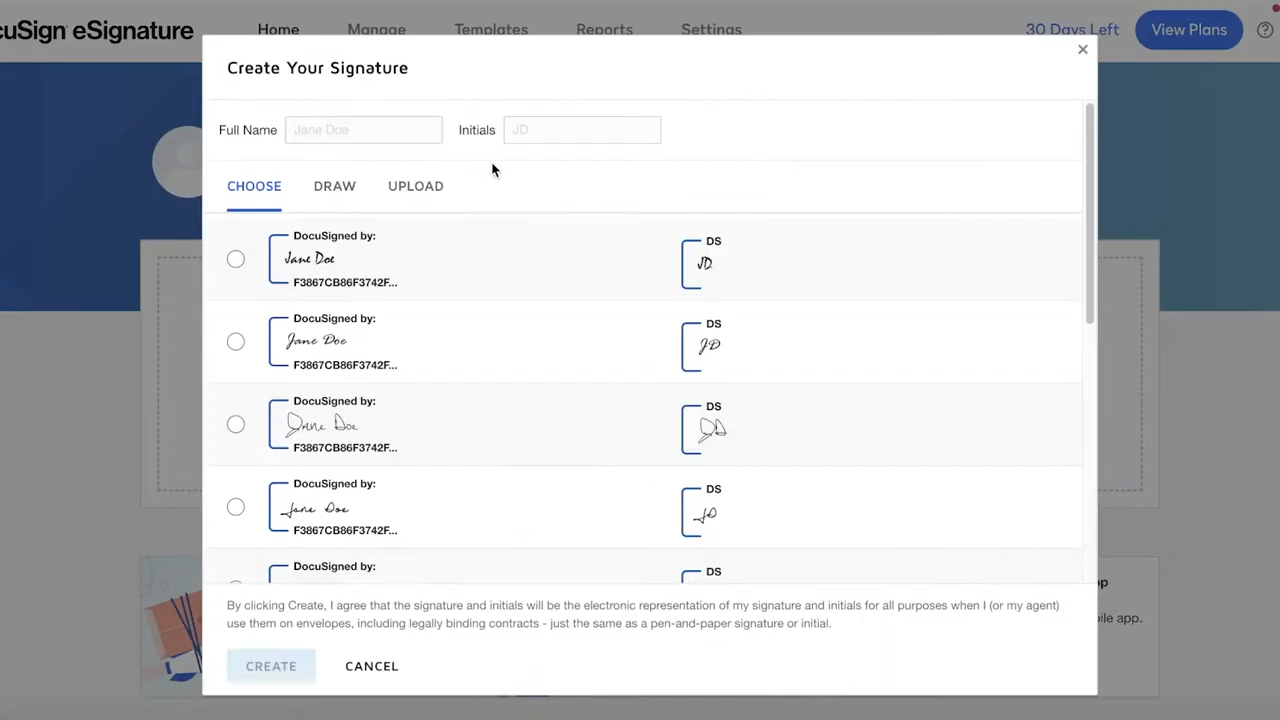 cuSign eSignature Home Manage Templates Reports Settings 30 Days Left View Plans ?
Create Your Signature
Full Name Jane Doe Initials JD
CHOOSE DRAW UPLOAD
DocuSigned by: DS
Jane Doe JD
F3867CB86F3742F...
DocuSigned by: DS
Jane Doe JD
F3867CB86F3742F...
DocuSigned by: DS
Jane Doe JD
F3867CB86F3742F...
DocuSigned by: DS
Jane Doe JD
F3867CB86F3742F...
DocuSigned by: DS
pp
By clicking Create, I agree that the signature and initials will be the electronic representation of my signature and initials for all purposes when I (or my agent)
use them on envelopes, including legally binding contracts - just the same as a pen-and-paper signature or initial.
bile app.
CREATE CANCEL